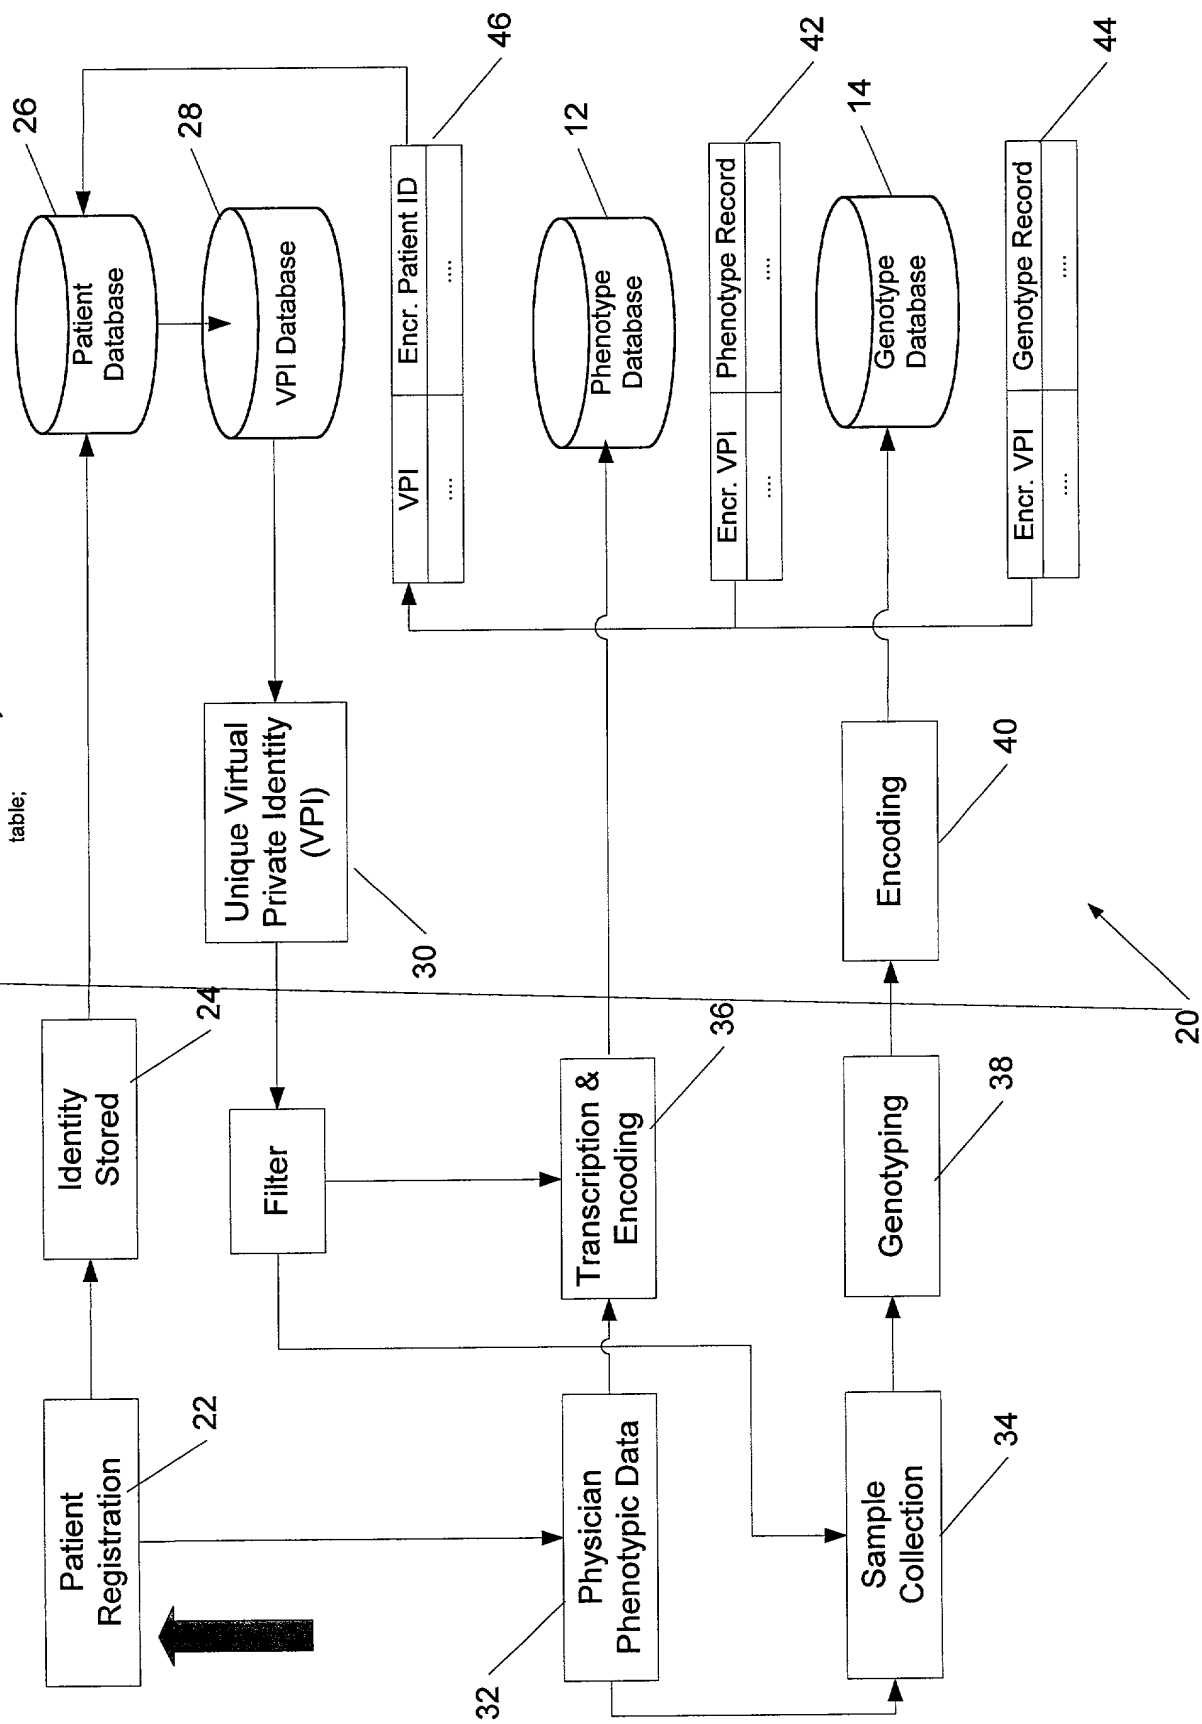 table;
Patient
Registration
22
Identity
Stored
24
Patient
Database
26
VPI Database
28
Filter
Unique Virtual
Private Identity
(VPI)
30
VPI
Encr. Patient ID
....
....
46
Physician
Phenotypic Data
32
Transcription &
Encoding
36
Phenotype
Database
12
Encr. VPI
Phenotype Record
....
....
42
Sample
Collection
34
Genotyping
38
Encoding
40
Genotype
Database
14
Encr. VPI
Genotype Record
....
....
44
20